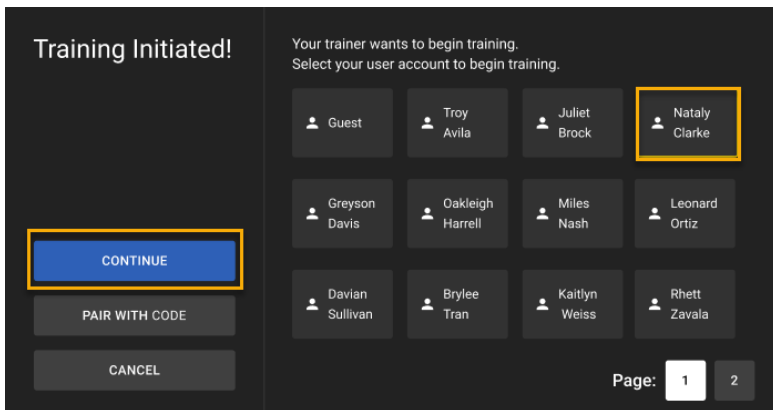 Training Initiated!
CONTINUE
PAIR WITH CODE
CANCEL
Your trainer wants to begin training.
Select your user account to begin training.
Guest
Troy
Avila
Juliet
Brock
Nataly
Clarke
Greyson
Davis
Oakleigh
Harrell
Miles
Nash
Leonard
Ortiz
Davian
Sullivan
Brylee
Tran
Kaitlyn
Weiss
Rhett
Zavala
Page: 1 2